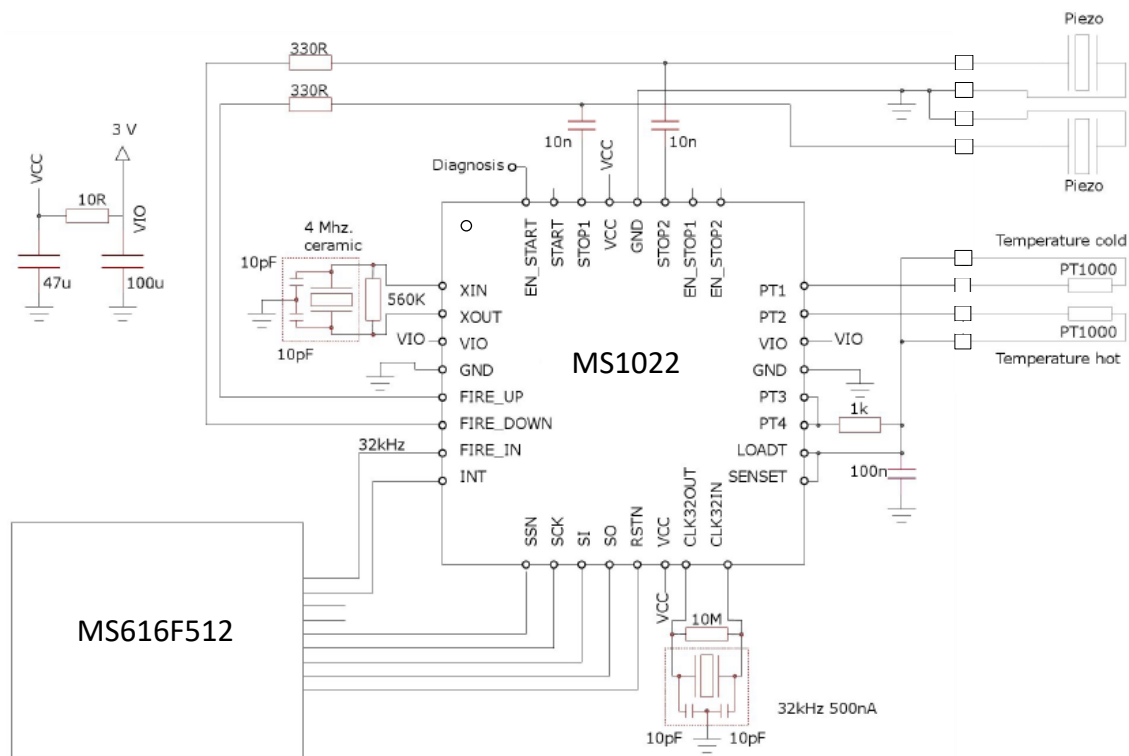 Piezo
330R
330R
3 V
VCC
10R
VIO
47u
100u
10n
VCC
10n
Diagnosis
Piezo
EN_START
START
STOP1
VCC
GND
STOP2
EN_STOP1
EN_STOP2
4 Mhz.
ceramic
10pF
560K
10pF
XIN
XOUT
VIO
VIO
GND
FIRE_UP
FIRE_DOWN
32kHz
FIRE_IN
INT
MS1022
PT1
PT2
VIO
VIO
GND
PT3
PT4
1k
LOADT
SENSET
100n
Temperature cold
PT1000
PT1000
Temperature hot
SSN
SCK
SI
SO
RSTN
VCC
CLK32OUT
CLK32IN
MS616F512
VCC
10M
32kHz 500nA
10pF
10pF